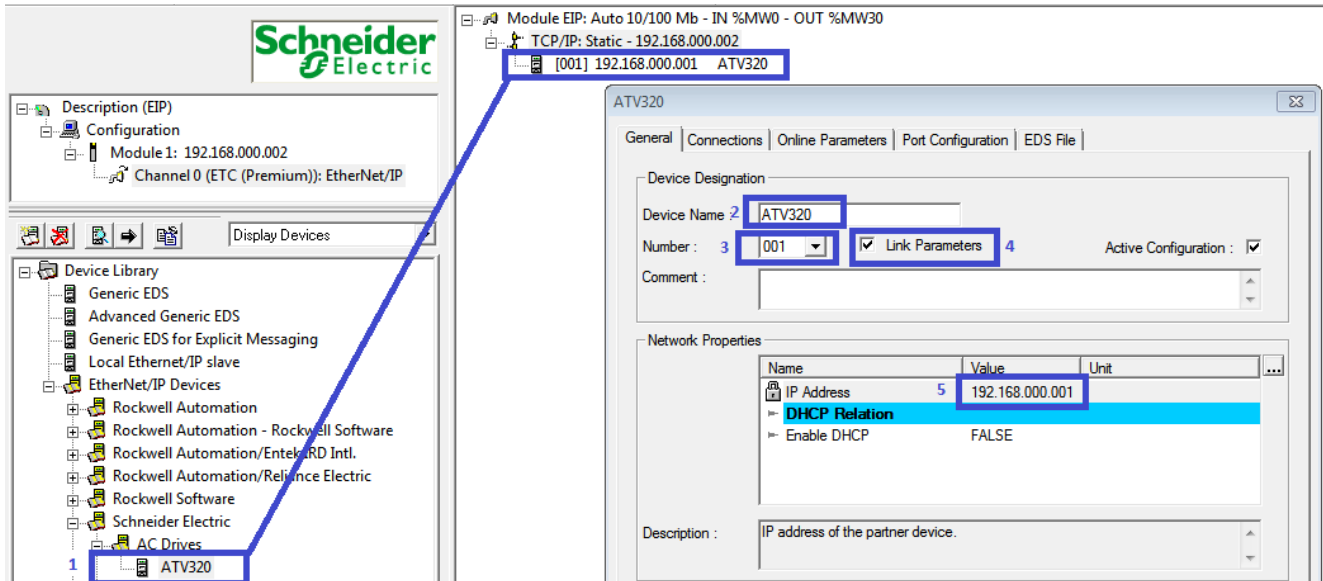 Schneider
Electric
Description (EIP)
Configuration
Module 1: 192.168.000.002
Channel 0 (ETC (Premium)): EtherNet/IP
Display Devices
Device Library
Generic EDS
Advanced Generic EDS
Generic EDS for Explicit Messaging
Local Ethernet/IP slave
EtherNet/IP Devices
Rockwell Automation
Rockwell Automation - Rockwell Software
Rockwell Automation/Entek IRD Intl.
Rockwell Automation/Reliance Electric
Rockwell Software
Schneider Electric
AC Drives
1 ATV320
Module EIP: Auto 10/100 Mb - IN %MW0 - OUT %MW30
TCP/IP: Static - 192.168.000.002
[001] 192.168.000.001 ATV320
ATV320
General Connections Online Parameters Port Configuration EDS File
Device Designation
Device Name : 2 ATV320
Number : 3 001 Link Parameters 4 Active Configuration :
Comment :
Network Properties
Name Value Unit ...
IP Address 5 192.168.000.001
DHCP Relation
Enable DHCP FALSE
Description : IP address of the partner device.